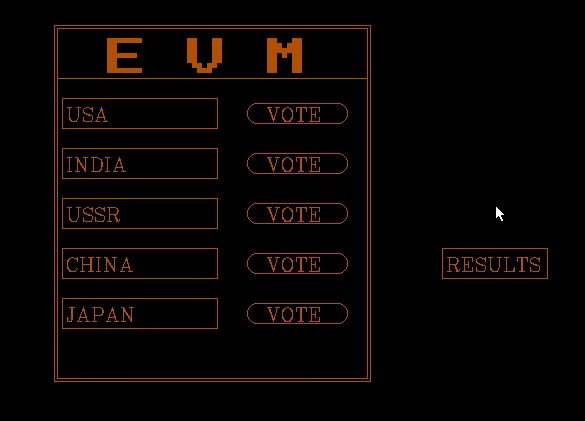 E V M
USA VOTE
INDIA VOTE
USSR VOTE
CHINA VOTE
RESULTS
JAPAN VOTE